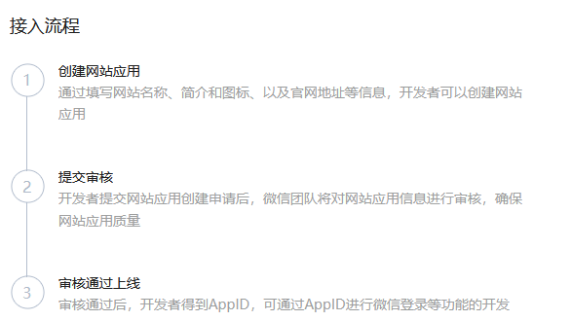 接入流程
1
创建网站应用
通过填写网站名称、简介和图标、以及官网地址等信息，开发者可以创建网站
应用
2
提交审核
开发者提交网站应用创建申请后，微信团队将对网站应用信息进行审核，确保
网站应用质量
3
审核通过上线
审核通过后，开发者得到AppID，可通过AppID进行微信登录等功能的开发